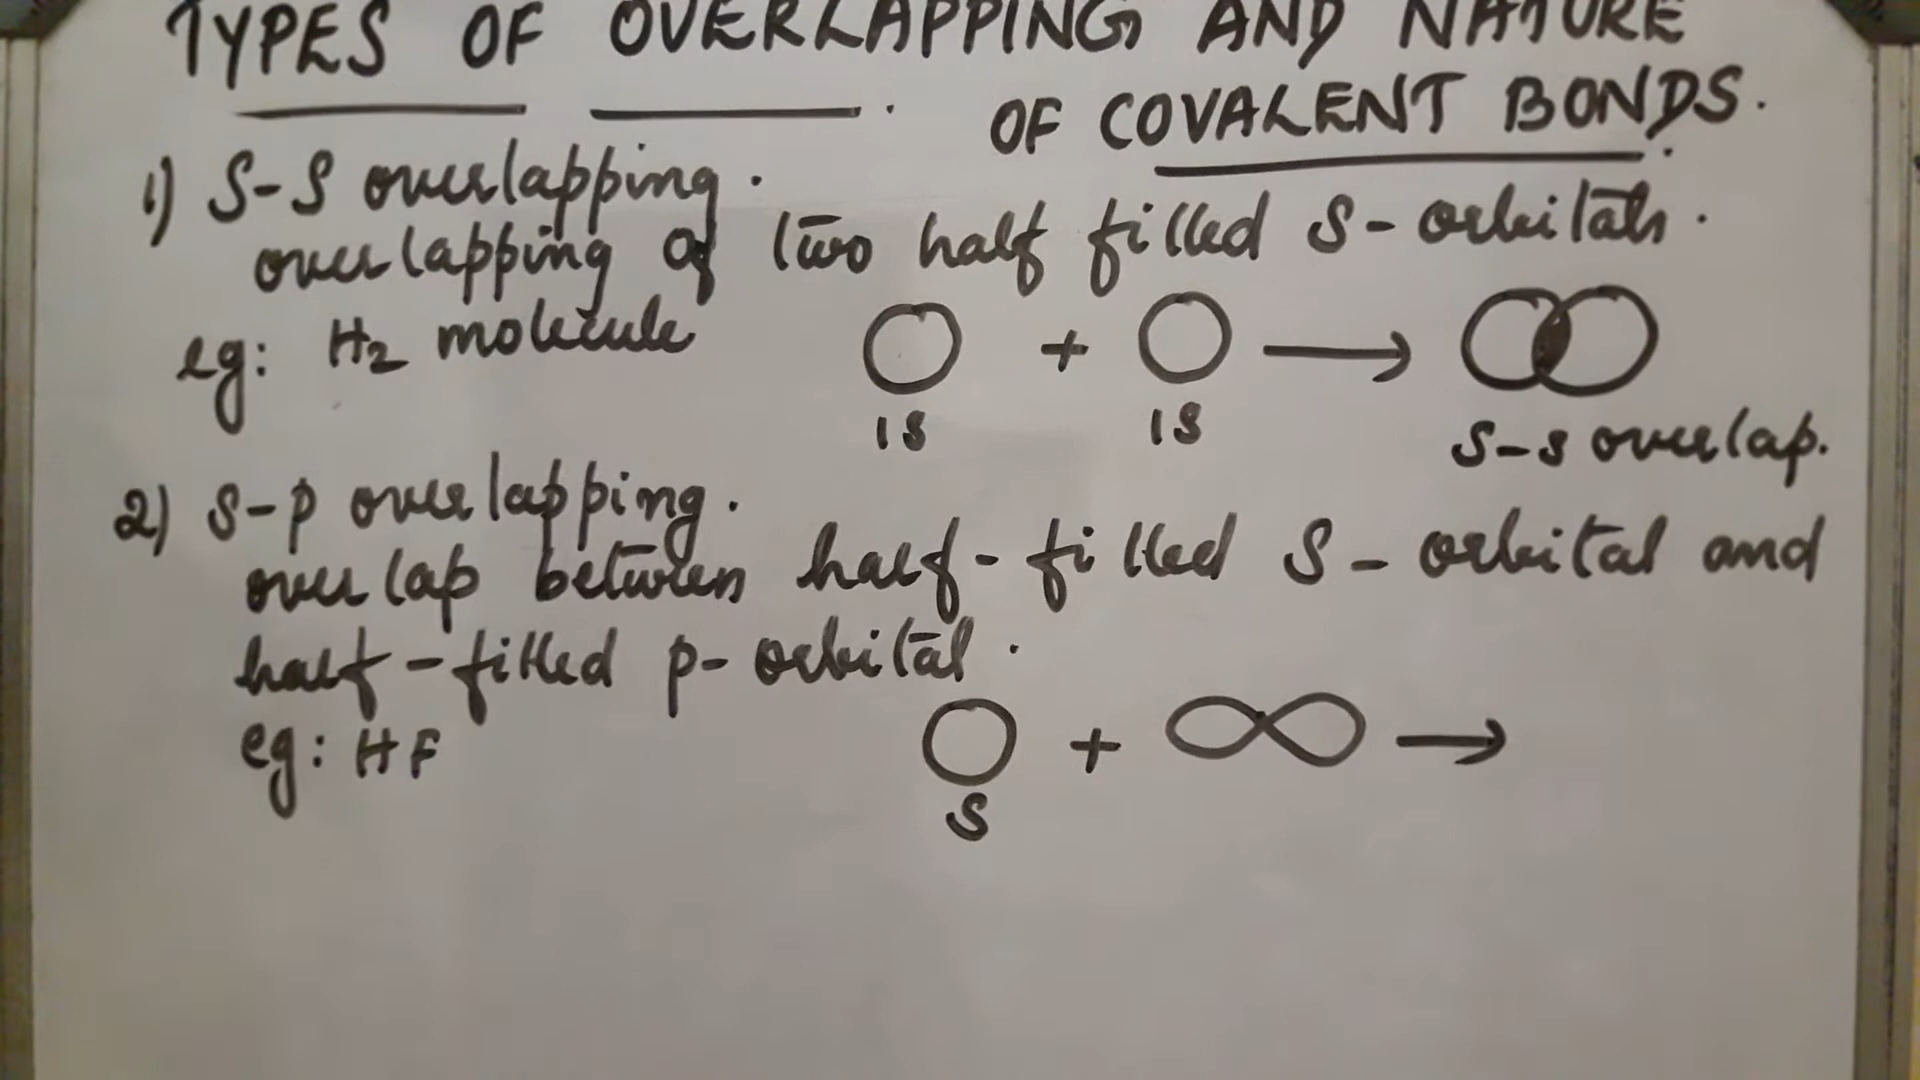 TYPES OF OVERLAPPING AND NATURE
OF COVALENT BONDS.
1) S-S overlapping.
overlapping of two half filled S-orbitals.
eg: H2 molecule
+
1S 1S
S-s overlap.
2) S-p overlapping.
overlap between half-filled S-orbital and
half-filled p-orbital.
eg: HF
+
S